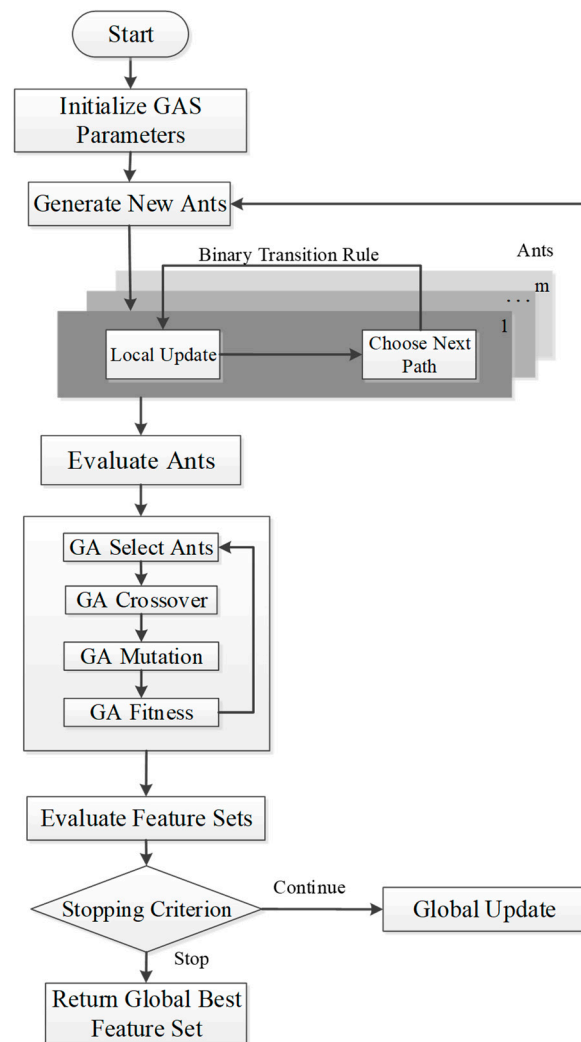 Start
Initialize GAS
Parameters
Generate New Ants
Binary Transition Rule
Ants
m
...
1
Local Update
Choose Next
Path
Evaluate Ants
GA Select Ants
GA Crossover
GA Mutation
GA Fitness
Evaluate Feature Sets
Stopping Criterion
Continue
Global Update
Stop
Return Global Best
Feature Set